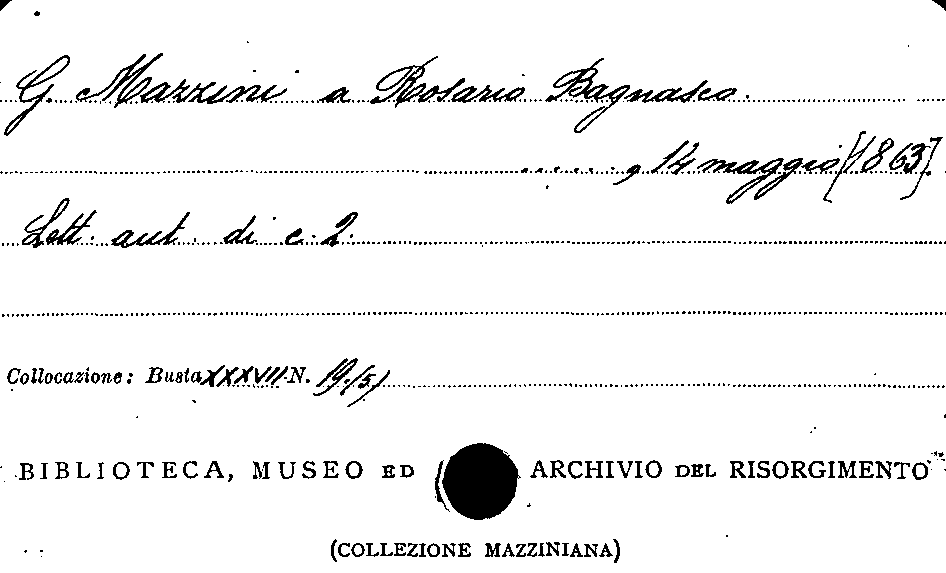 G. Mazzini a Rosario Bagnasco.
......, 14 maggio [1863].
Lett. aut. di c. 2.
Collocazione: Busta XXXVII N. 19(5)
BIBLIOTECA, MUSEO ED ARCHIVIO DEL RISORGIMENTO
(COLLEZIONE MAZZINIANA)